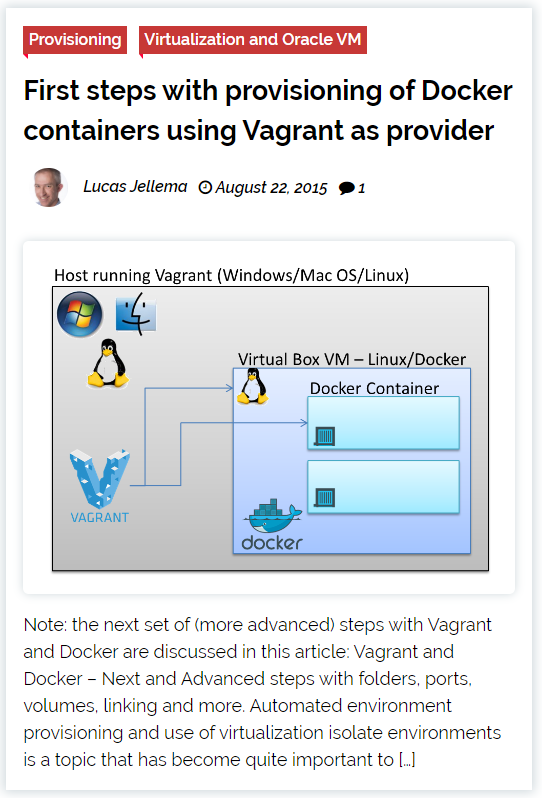 Provisioning Virtualization and Oracle VM
First steps with provisioning of Docker
containers using Vagrant as provider
Lucas Jellema August 22, 2015 1
Host running Vagrant (Windows/Mac OS/Linux)
Virtual Box VM – Linux/Docker
Docker Container
VAGRANT
docker
Note: the next set of (more advanced) steps with Vagrant
and Docker are discussed in this article: Vagrant and
Docker – Next and Advanced steps with folders, ports,
volumes, linking and more. Automated environment
provisioning and use of virtualization isolate environments
is a topic that has become quite important to […]